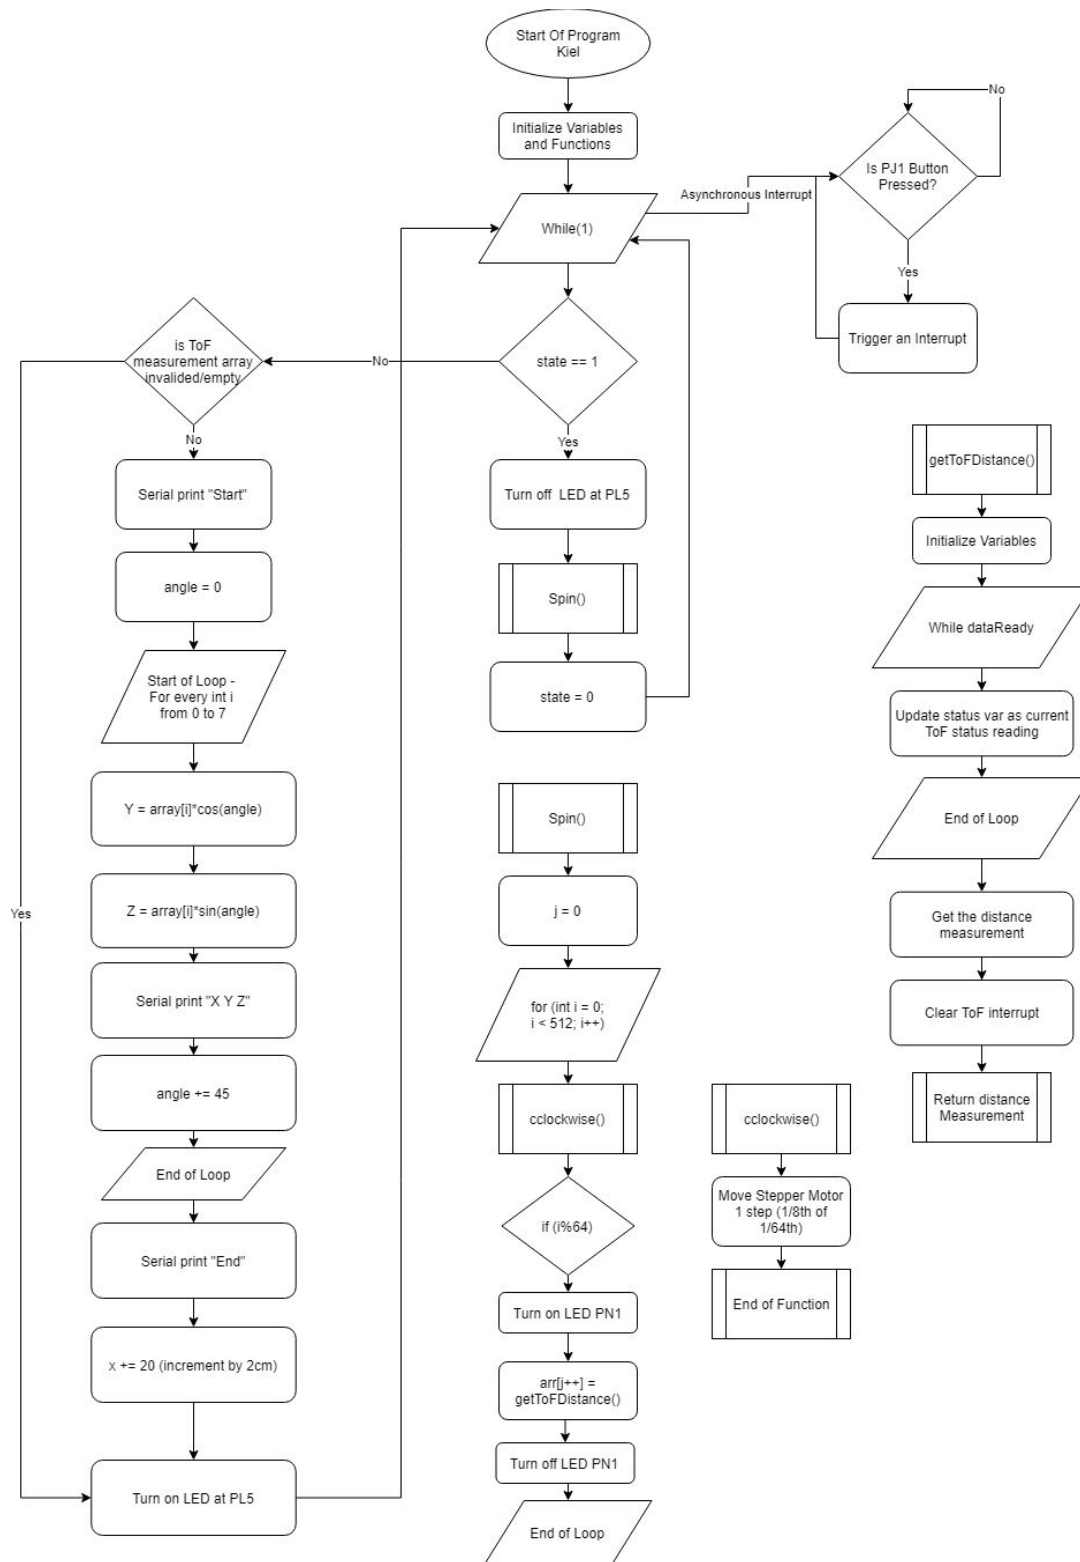 Start Of Program
Kiel
Initialize Variables
and Functions
While(1)
Asynchronous Interrupt
Is PJ1 Button
Pressed?
No
Yes
Trigger an Interrupt
state == 1
No
Yes
Turn off  LED at PL5
Spin()
state = 0
is ToF
measurement array
invalided/empty
No
Yes
Serial print "Start"
angle = 0
Start of Loop -
For every int i
from 0 to 7
Y = array[i]*cos(angle)
Z = array[i]*sin(angle)
Serial print "X Y Z"
angle += 45
End of Loop
Serial print "End"
x += 20 (increment by 2cm)
Turn on LED at PL5
Spin()
j = 0
for (int i = 0;
i < 512; i++)
cclockwise()
if (i%64)
Turn on LED PN1
arr[j++] =
getToFDistance()
Turn off LED PN1
End of Loop
cclockwise()
Move Stepper Motor
1 step (1/8th of
1/64th)
End of Function
getToFDistance()
Initialize Variables
While dataReady
Update status var as current
ToF status reading
End of Loop
Get the distance
measurement
Clear ToF interrupt
Return distance
Measurement